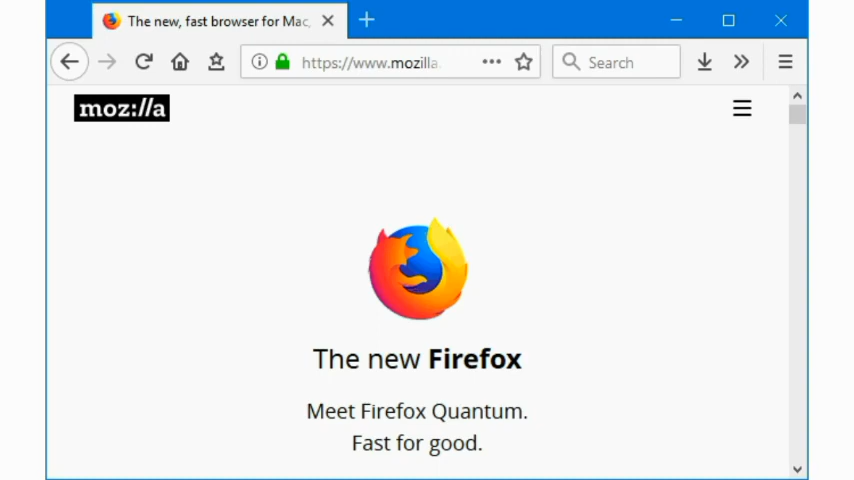 The new, fast browser for Mac,
https://www.mozilla.
Search
moz://a
The new Firefox
Meet Firefox Quantum.
Fast for good.